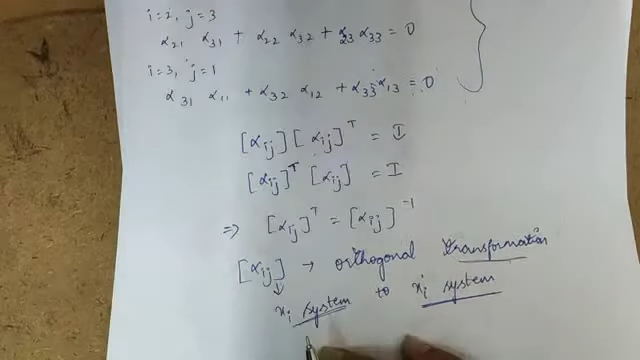 i=2, j=3
α21 α31 + α22 α32 + α23 α33 = 0
i=3, j=1
α31 α11 + α32 α12 + α33 α13 = 0
[αij][αij]^T = I
[αij]^T [αij] = I
⇒ [αij]^T = [αij]^-1
[αij] → orthogonal transformation
↓
xi system to xi' system